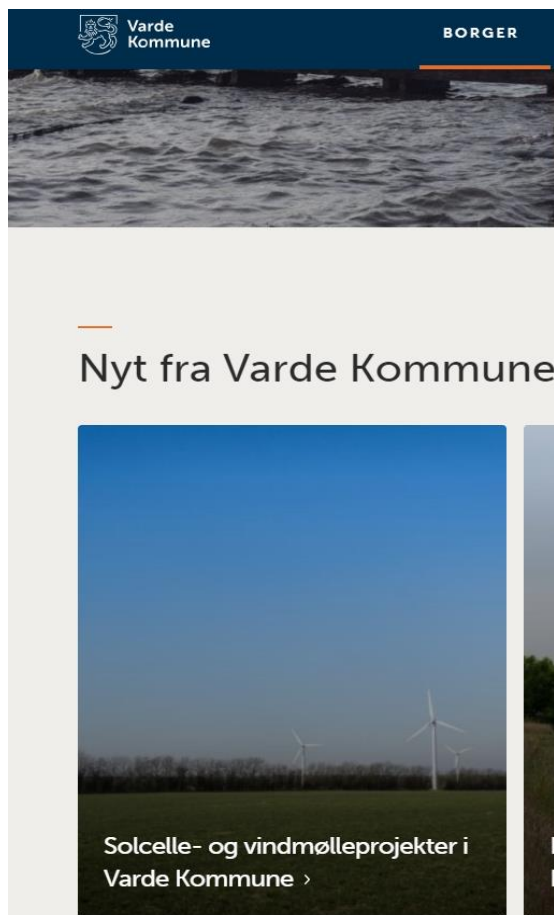 Varde
Kommune
BORGER
Nyt fra Varde Kommune
Solcelle- og vindmølleprojekter i
Varde Kommune ›